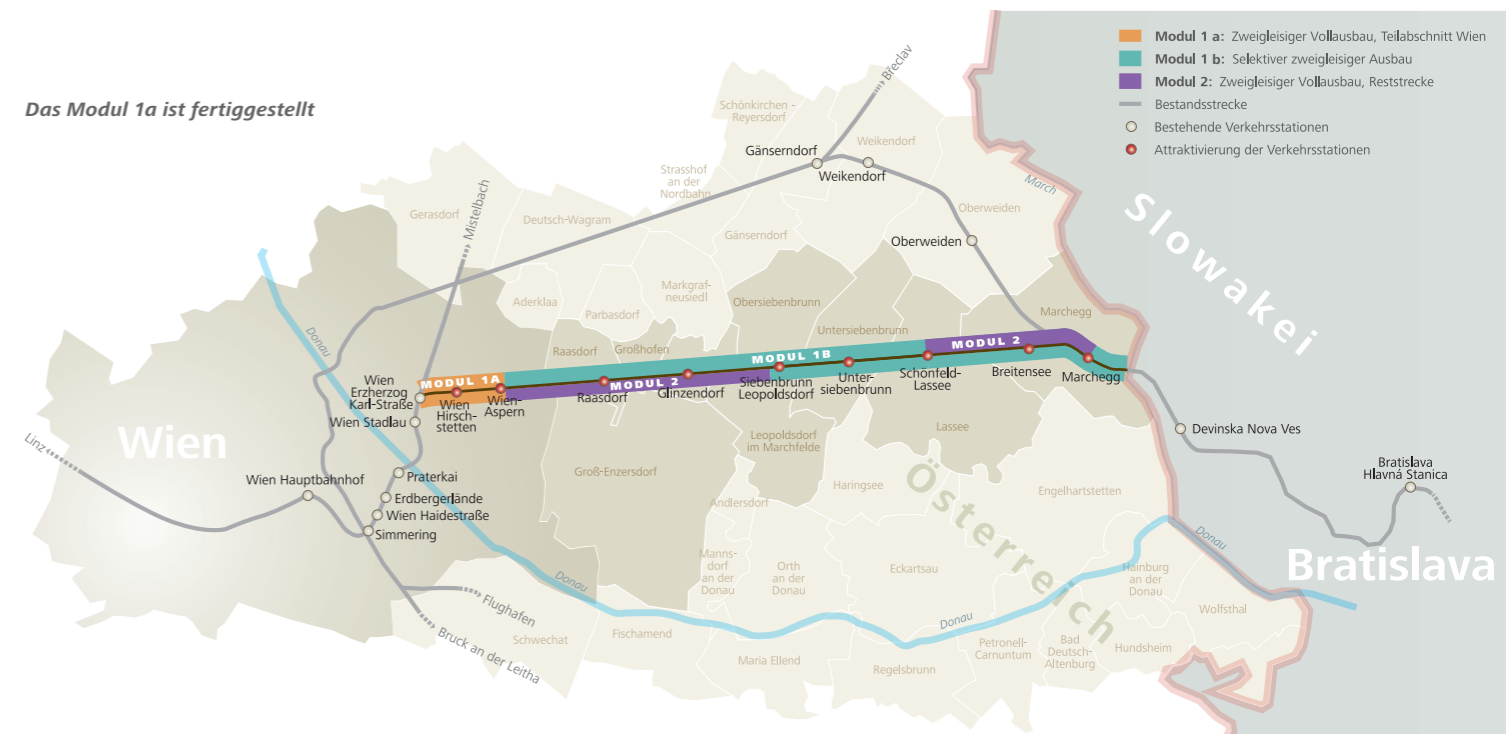 Das Modul 1a ist fertiggestellt
Modul 1 a: Zweigleisiger Vollausbau, Teilabschnitt Wien
Modul 1 b: Selektiver zweigleisiger Ausbau
Modul 2: Zweigleisiger Vollausbau, Reststrecke
Bestandsstrecke
Bestehende Verkehrsstationen
Attraktivierung der Verkehrsstationen
Břeclav
Schönkirchen -
Reyersdorf
Gänserndorf
Weikendorf
Weikendorf
Strasshof
an der
Nordbahn
March
Slowakei
Gerasdorf
Mistelbach
Deutsch-Wagram
Gänserndorf
Oberweiden
Oberweiden
Markgraf-
neusiedl
Aderklaa
Parbasdorf
Obersiebenbrunn
Untersiebenbrunn
Marchegg
Donau
Raasdorf
Großhofen
MODUL 1A
MODUL 2
MODUL 1B
MODUL 2
Wien
Erzherzog
Karl-Straße
Wien
Hirsch-
stetten
Wien-
Aspern
Raasdorf
Glinzendorf
Siebenbrunn
Leopoldsdorf
Unter-
siebenbrunn
Schönfeld-
Lassee
Breitensee
Marchegg
Wien Stadlau
Wien
Linz
Wien Hauptbahnhof
Praterkai
Erdbergerlände
Wien Haidestraße
Simmering
Groß-Enzersdorf
Leopoldsdorf
im Marchfelde
Lassee
Devinska Nova Ves
Bratislava
Hlavná Stanica
Haringsee
Österreich
Engelhartstetten
Andlersdorf
Donau
Bratislava
Manns-
dorf
an der
Donau
Orth
an der
Donau
Eckartsau
Hainburg
an der
Donau
Wolfsthal
Donau
Donau
Flughafen
Bruck an der Leitha
Schwechat
Fischamend
Maria Ellend
Regelsbrunn
Petronell-
Carnuntum
Bad
Deutsch-
Altenburg
Hundsheim